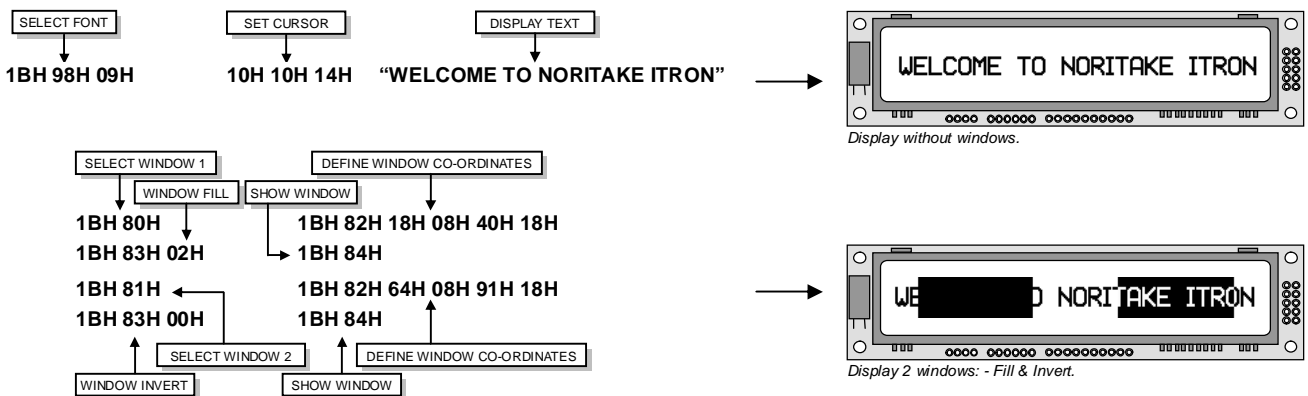 SELECT FONT
SET CURSOR
DISPLAY TEXT
1BH 98H 09H
10H 10H 14H
“WELCOME TO NORITAKE ITRON”
WELCOME TO NORITAKE ITRON
Display without windows.
SELECT WINDOW 1
DEFINE WINDOW CO-ORDINATES
WINDOW FILL
SHOW WINDOW
1BH 80H
1BH 82H 18H 08H 40H 18H
1BH 83H 02H
1BH 84H
1BH 81H
1BH 82H 64H 08H 91H 18H
1BH 83H 00H
1BH 84H
SELECT WINDOW 2
DEFINE WINDOW CO-ORDINATES
WINDOW INVERT
SHOW WINDOW
WE O NORITAKE ITRON
Display 2 windows: - Fill & Invert.